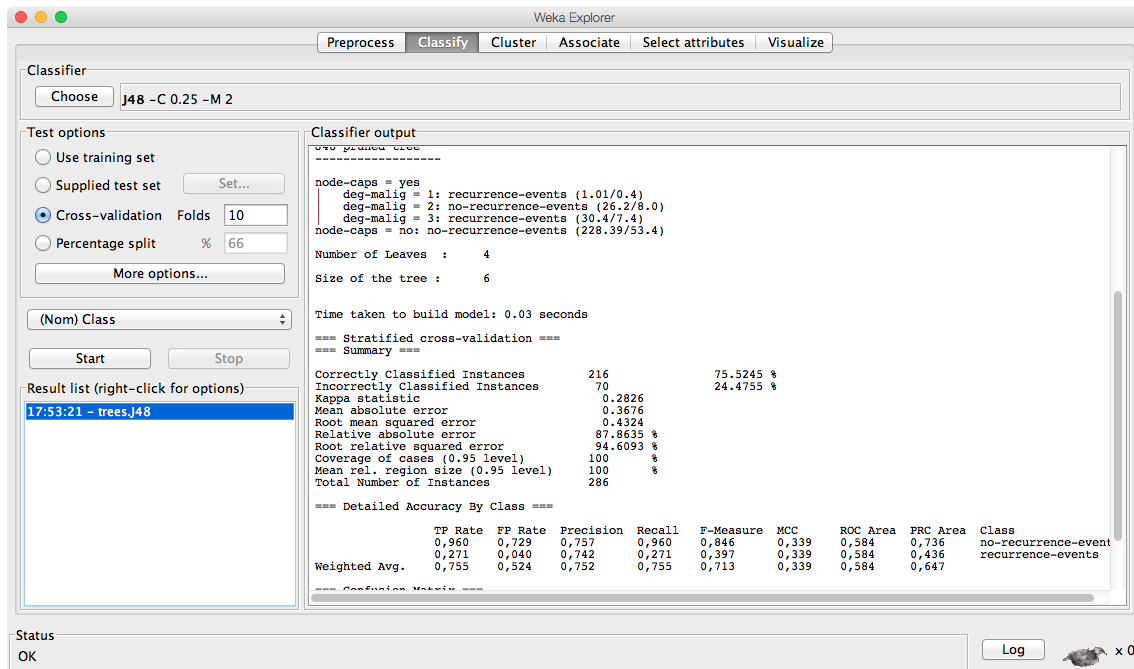 Weka Explorer
Preprocess Classify Cluster Associate Select attributes Visualize
Classifier
Choose J48 -C 0.25 -M 2
Test options
Use training set
Supplied test set Set...
Cross-validation Folds 10
Percentage split % 66
More options...
(Nom) Class
Start Stop
Result list (right-click for options)
17:53:21 - trees.J48
Classifier output
J48 pruned tree
------------------
node-caps = yes
|   deg-malig = 1: recurrence-events (1.01/0.4)
|   deg-malig = 2: no-recurrence-events (26.2/8.0)
|   deg-malig = 3: recurrence-events (30.4/7.4)
node-caps = no: no-recurrence-events (228.39/53.4)
Number of Leaves  : 4
Size of the tree : 6
Time taken to build model: 0.03 seconds
=== Stratified cross-validation ===
=== Summary ===
Correctly Classified Instances 216 75.5245 %
Incorrectly Classified Instances 70 24.4755 %
Kappa statistic 0.2826
Mean absolute error 0.3676
Root mean squared error 0.4324
Relative absolute error 87.8635 %
Root relative squared error 94.6093 %
Coverage of cases (0.95 level) 100 %
Mean rel. region size (0.95 level) 100 %
Total Number of Instances 286
=== Detailed Accuracy By Class ===
TP Rate FP Rate Precision Recall F-Measure MCC ROC Area PRC Area Class
0,960 0,729 0,757 0,960 0,846 0,339 0,584 0,736 no-recurrence-event
0,271 0,040 0,742 0,271 0,397 0,339 0,584 0,436 recurrence-events
Weighted Avg. 0,755 0,524 0,752 0,755 0,713 0,339 0,584 0,647
=== Confusion Matrix ===
Status
OK
Log x 0